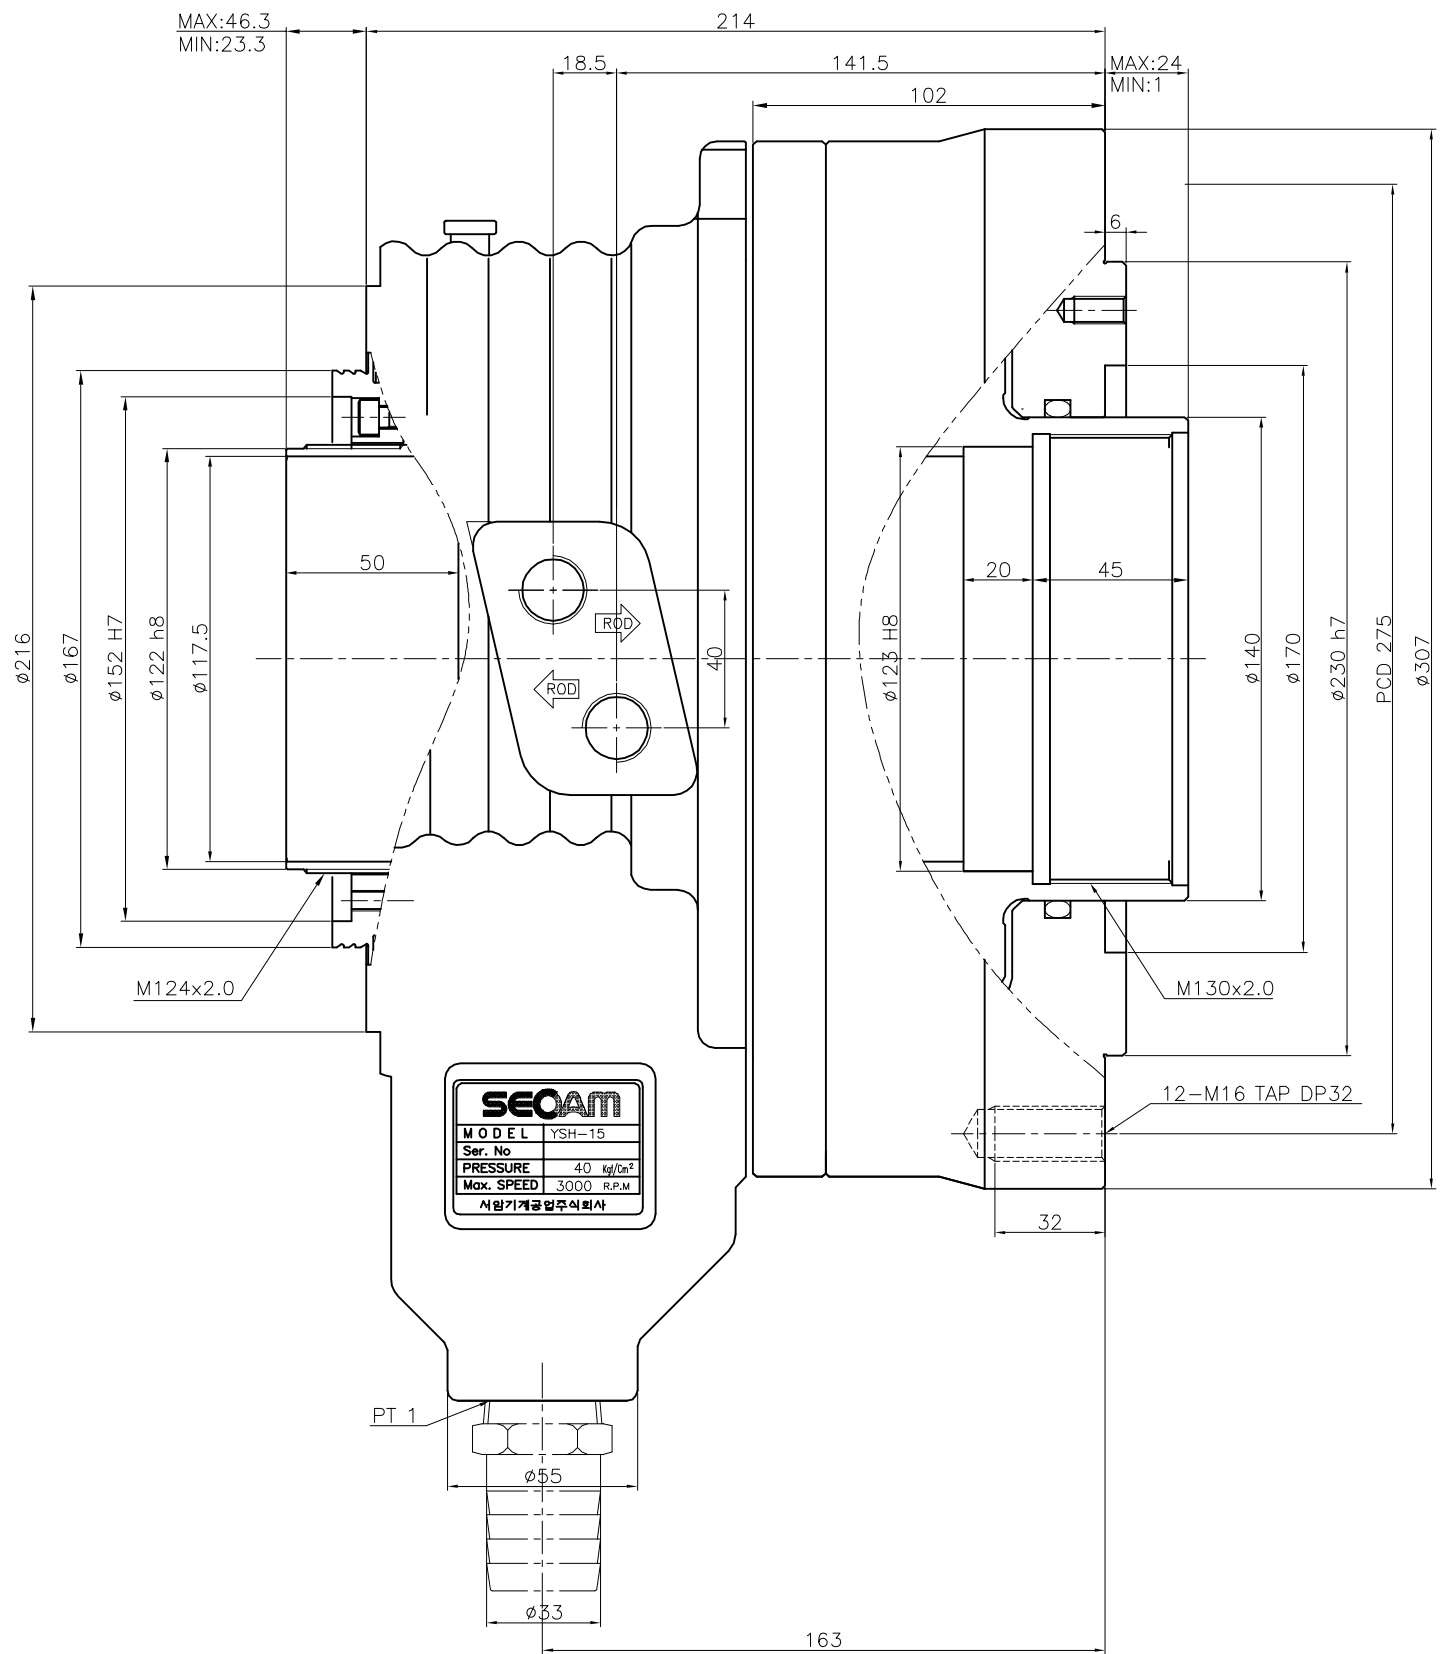 MAX:46.3
MIN:23.3
214
18.5
141.5
MAX:24
MIN:1
102
6
50
20
45
ROD
ROD
40
ø216
ø167
ø152 H7
ø122 h8
ø117.5
ø123 H8
ø140
ø170
ø230 h7
PCD 275
ø307
M124x2.0
M130x2.0
12-M16 TAP DP32
32
SEOAM
MODEL YSH-15
Ser. No
PRESSURE 40 Kgf/Cm²
Max. SPEED 3000 R.P.M
서암기계공업주식회사
PT 1
ø55
ø33
163